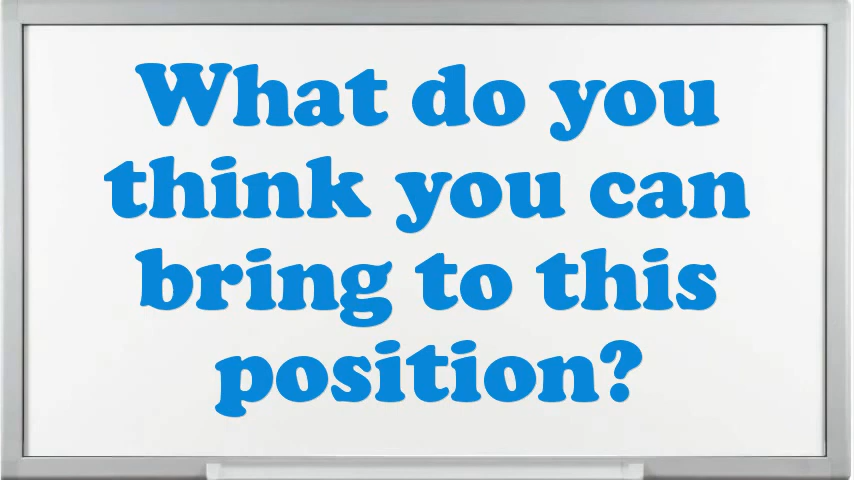 What do you
think you can
bring to this
position?